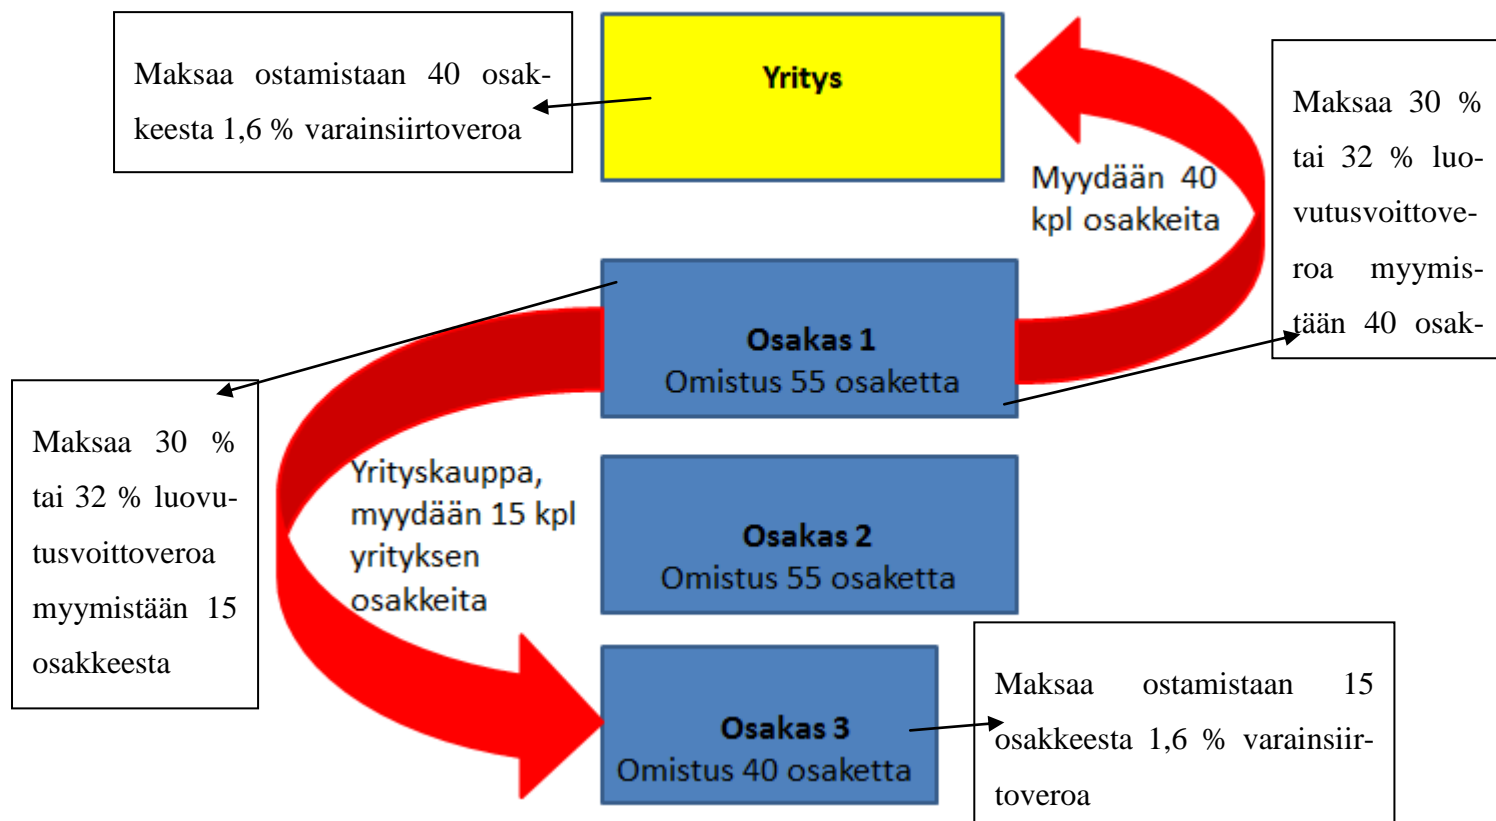 Maksaa ostamistaan 40 osak-
keesta 1,6 % varainsiirtoveroa
Yritys
Maksaa 30 %
tai 32 % luo-
vutusvoittove-
roa myymis-
tään 40 osak-
Myydään 40
kpl osakkeita
Osakas 1
Omistus 55 osaketta
Maksaa 30 %
tai 32 % luovu-
tusvoittoveroa
myymistään 15
osakkeesta
Yrityskauppa,
myydään 15 kpl
yrityksen
osakkeita
Osakas 2
Omistus 55 osaketta
Osakas 3
Omistus 40 osaketta
Maksaa ostamistaan 15
osakkeesta 1,6 % varainsiir-
toveroa